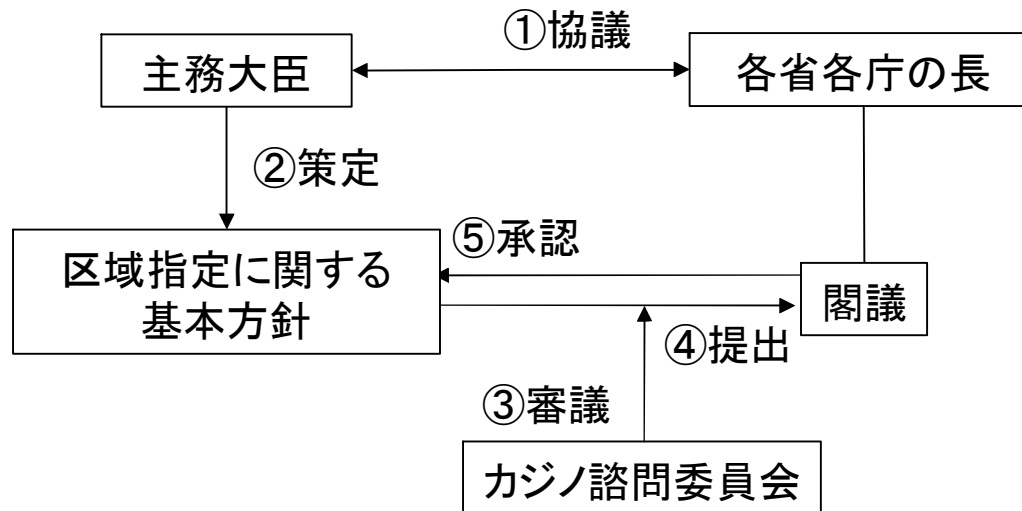 ①協議
主務大臣
各省各庁の長
②策定
⑤承認
区域指定に関する
基本方針
閣議
④提出
③審議
カジノ諮問委員会